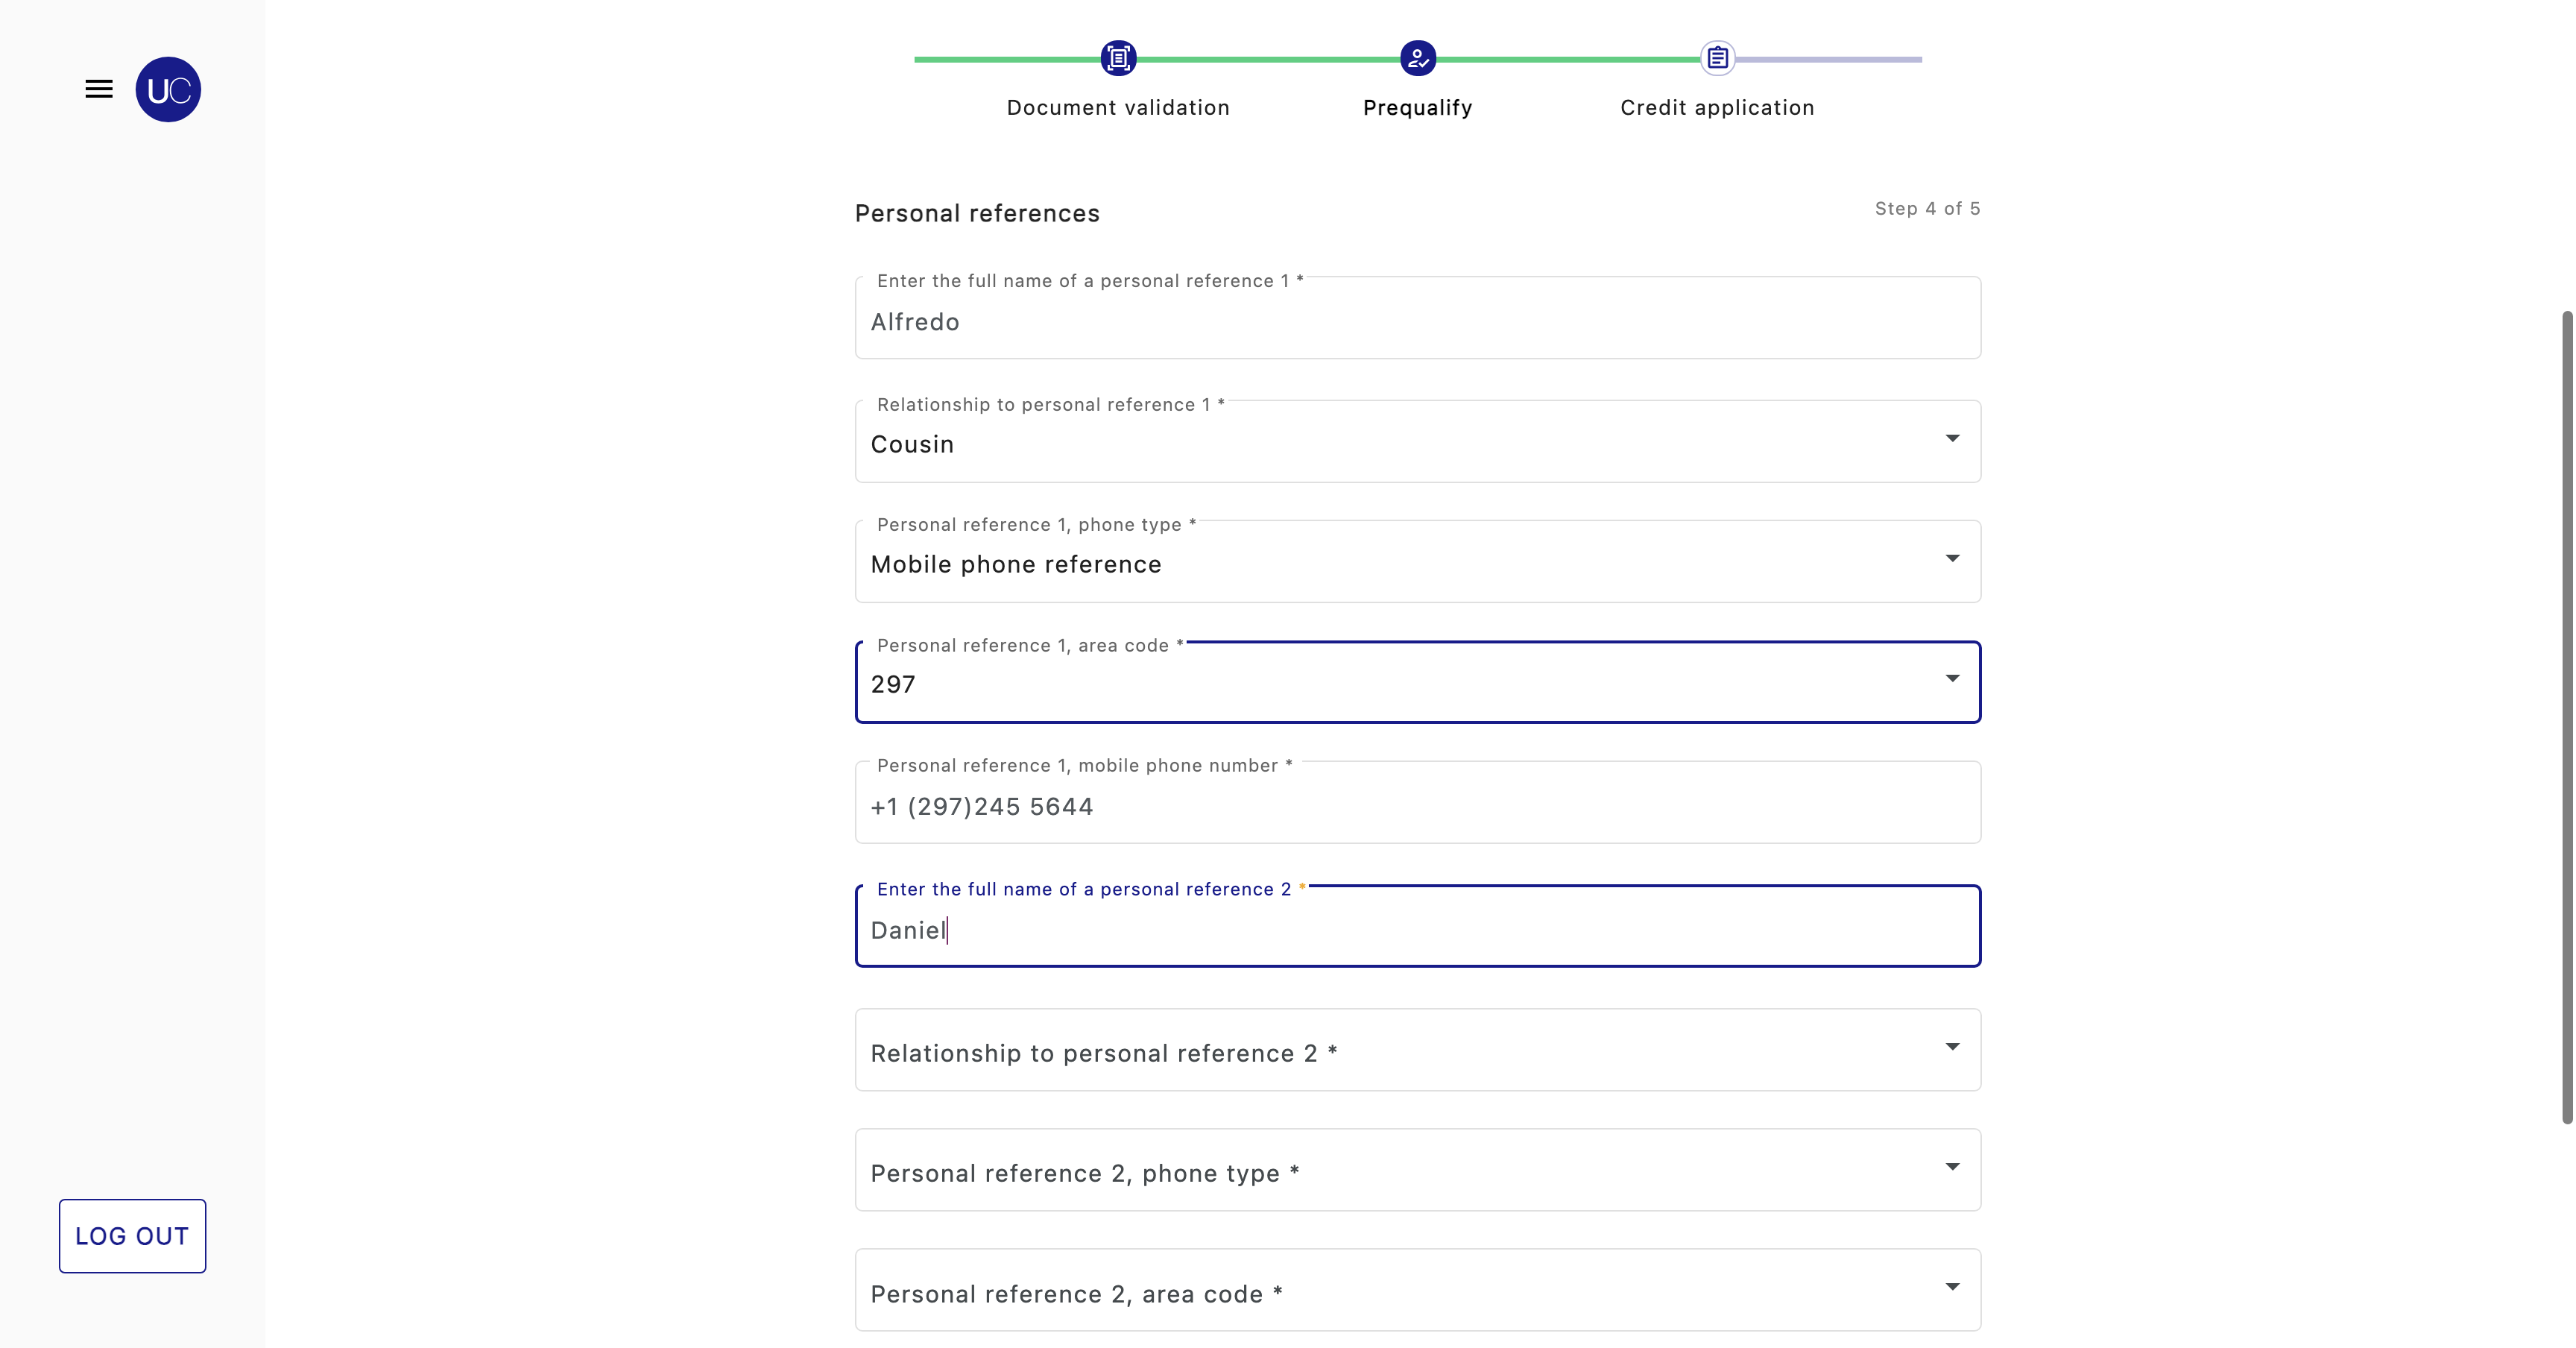 UC
Document validation
Prequalify
Credit application
Personal references
Step 4 of 5
Enter the full name of a personal reference 1 *
Alfredo
Relationship to personal reference 1 *
Cousin
Personal reference 1, phone type *
Mobile phone reference
Personal reference 1, area code *
297
Personal reference 1, mobile phone number *
+1 (297)245 5644
Enter the full name of a personal reference 2 *
Daniel
Relationship to personal reference 2 *
Personal reference 2, phone type *
LOG OUT
Personal reference 2, area code *